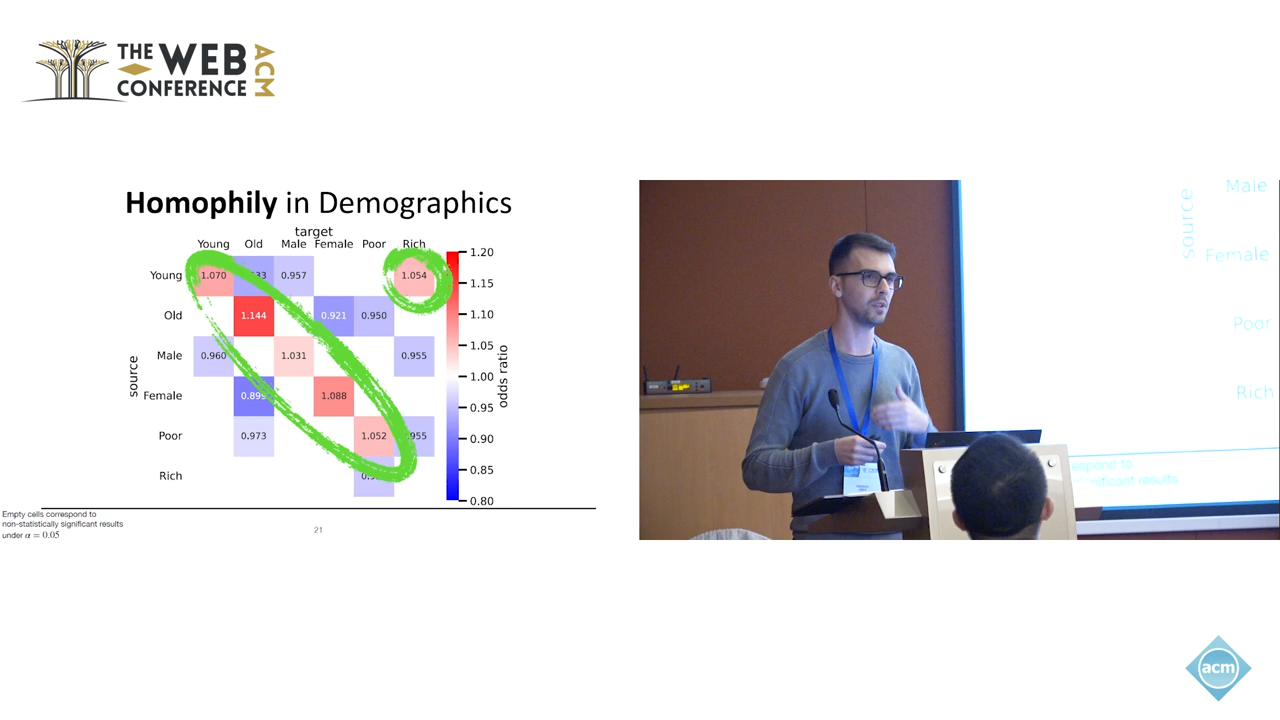 THE WEB
CONFERENCE
ACM
Homophily in Demographics
target
Young Old Male Female Poor Rich
Young 1.070 0.957 1.054
Old 1.144 0.921 0.950
Male 0.960 1.031 0.955
Female 1.088
Poor 0.973 1.052
Rich
source
1.20
1.15
1.10
1.05
1.00
0.95
0.90
0.85
0.80
odds ratio
Empty cells correspond to
non-statistically significant results
under α = 0.05
21
source
Male
Female
Poor
Rich
acm